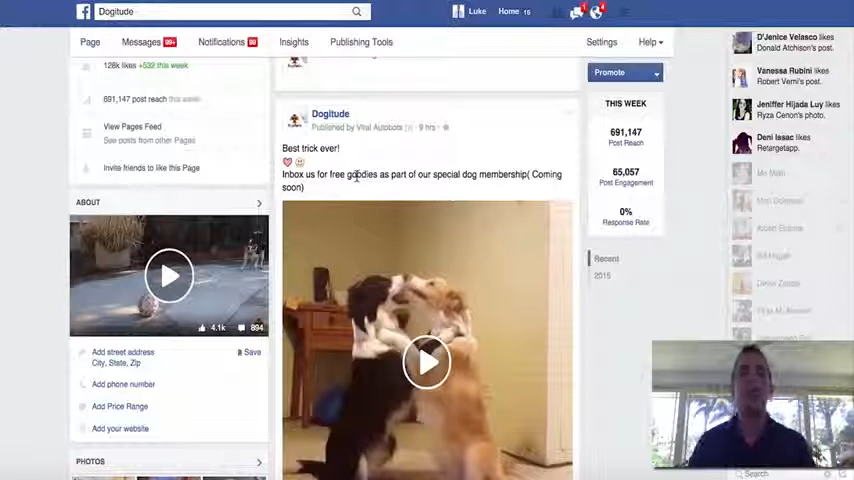 Dogitude
Luke Home 15
Page Messages 99+ Notifications 99 Insights Publishing Tools Settings Help
128k likes +532 this week
691,147 post reach this week
View Pages Feed
See posts from other Pages
Invite friends to like this Page
ABOUT
4.1k 894
Add street address
City, State, Zip
Save
Add phone number
Add Price Range
Add your website
PHOTOS
Dogitude
Published by Viral Autobots 9 hrs
Best trick ever!
Inbox us for free goodies as part of our special dog membership( Coming
soon)
Promote
THIS WEEK
691,147
Post Reach
65,057
Post Engagement
0%
Response Rate
Recent
2015
D'Jenice Velasco likes
Donald Atchison's post.
Vanessa Rubini likes
Robert Verni's post.
Jeniffer Hijada Luy likes
Ryza Cenon's photo.
Deni Issac likes
Retargetapp.
Search